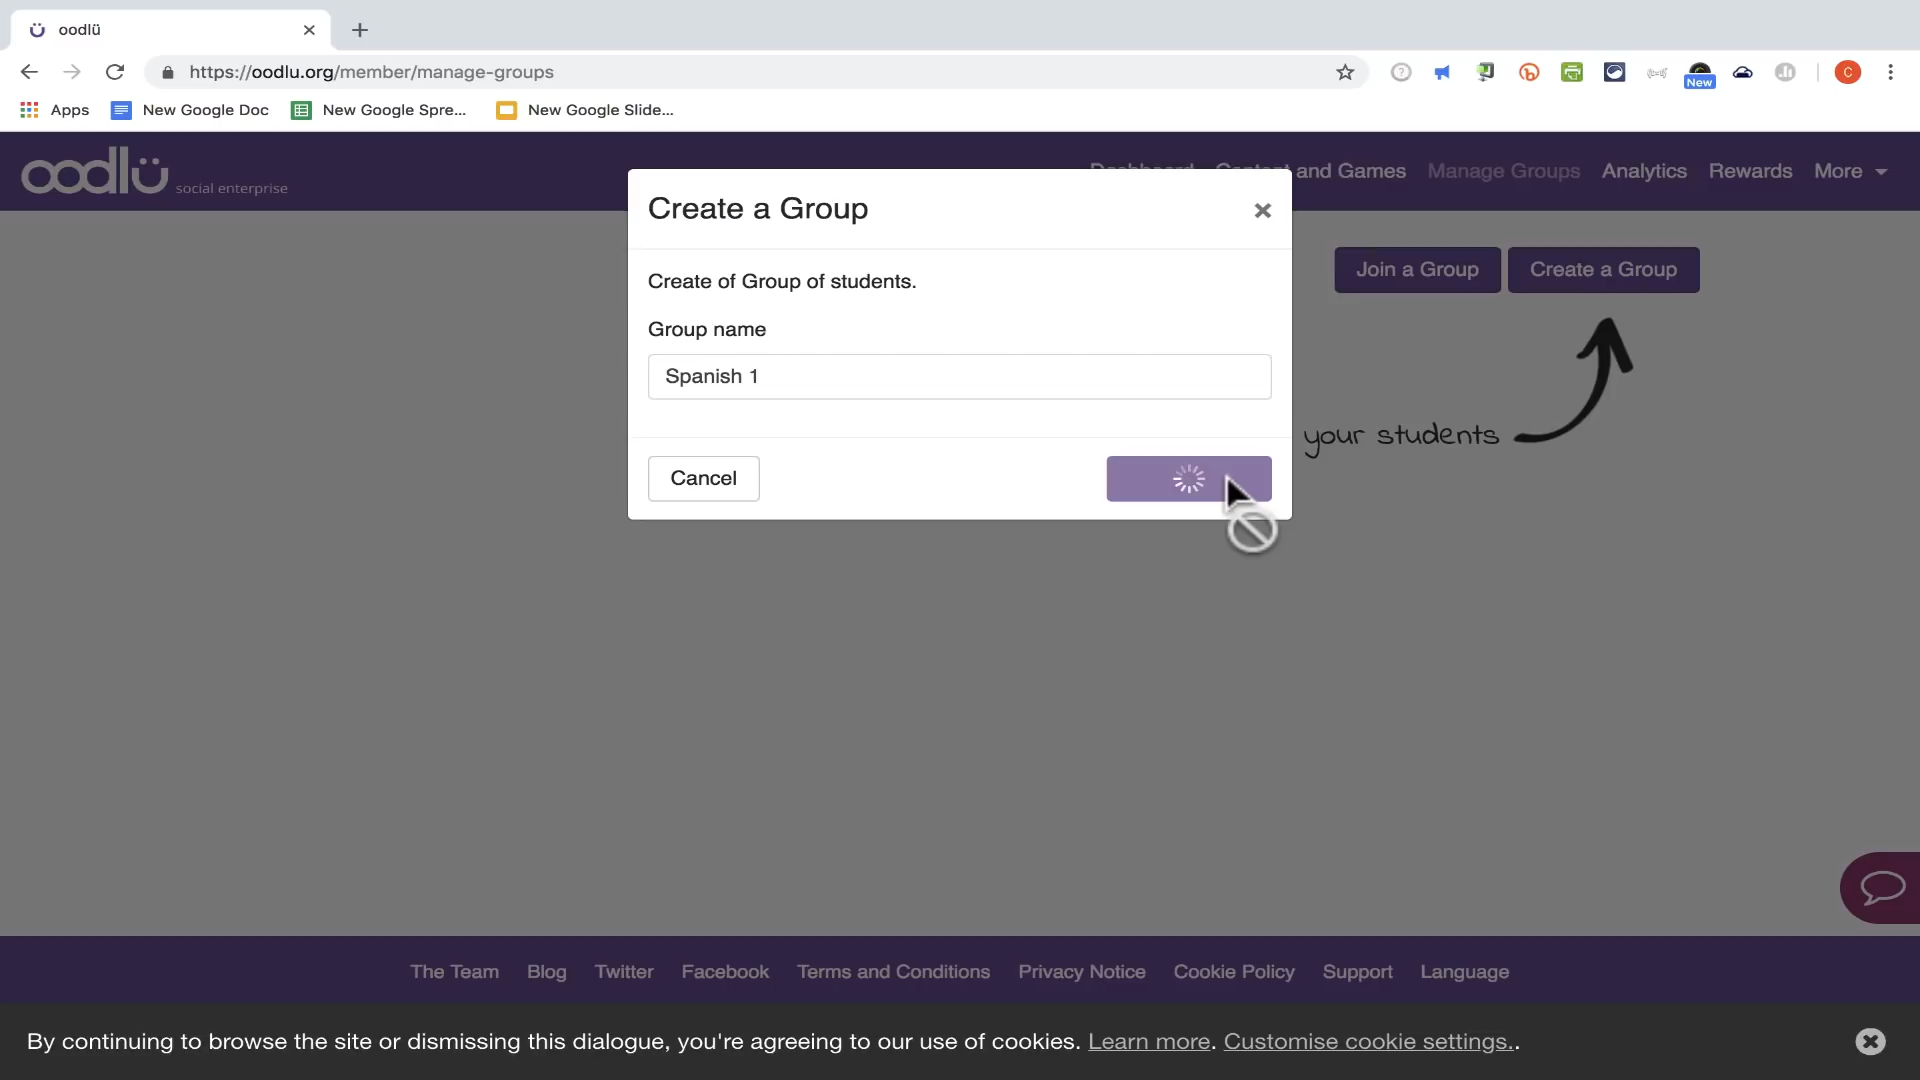 oodlü
https://oodlu.org/member/manage-groups
New
C
Apps New Google Doc New Google Spre... New Google Slide...
oodlü social enterprise
Dashboard Content and Games Manage Groups Analytics Rewards More
Create a Group
Join a Group Create a Group
Create of Group of students.
Group name
Spanish 1
your students
Cancel
The Team Blog Twitter Facebook Terms and Conditions Privacy Notice Cookie Policy Support Language
By continuing to browse the site or dismissing this dialogue, you're agreeing to our use of cookies. Learn more. Customise cookie settings..